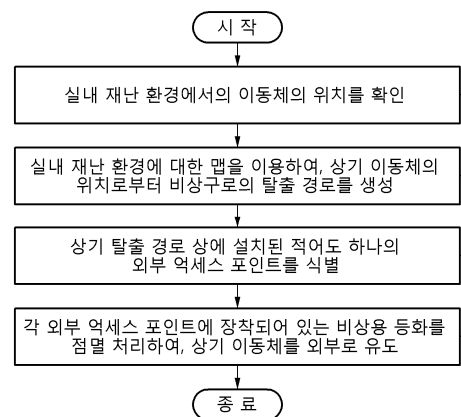 시 작
실내 재난 환경에서의 이동체의 위치를 확인
실내 재난 환경에 대한 맵을 이용하여, 상기 이동체의
위치로부터 비상구로의 탈출 경로를 생성
상기 탈출 경로 상에 설치된 적어도 하나의
외부 억세스 포인트를 식별
각 외부 억세스 포인트에 장착되어 있는 비상용 등화를
점멸 처리하여, 상기 이동체를 외부로 유도
종 료